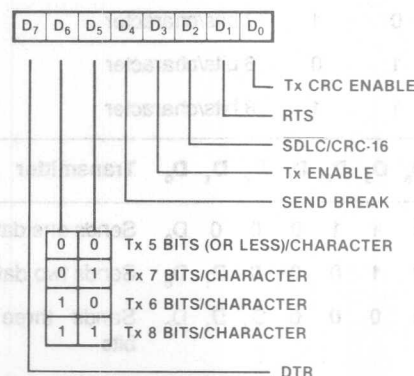 D7 D6 D5 D4 D3 D2 D1 D0
Tx CRC ENABLE
RTS
SDLC/CRC-16
Tx ENABLE
SEND BREAK
0 0 Tx 5 BITS (OR LESS)/CHARACTER
0 1 Tx 7 BITS/CHARACTER
1 0 Tx 6 BITS/CHARACTER
1 1 Tx 8 BITS/CHARACTER
DTR